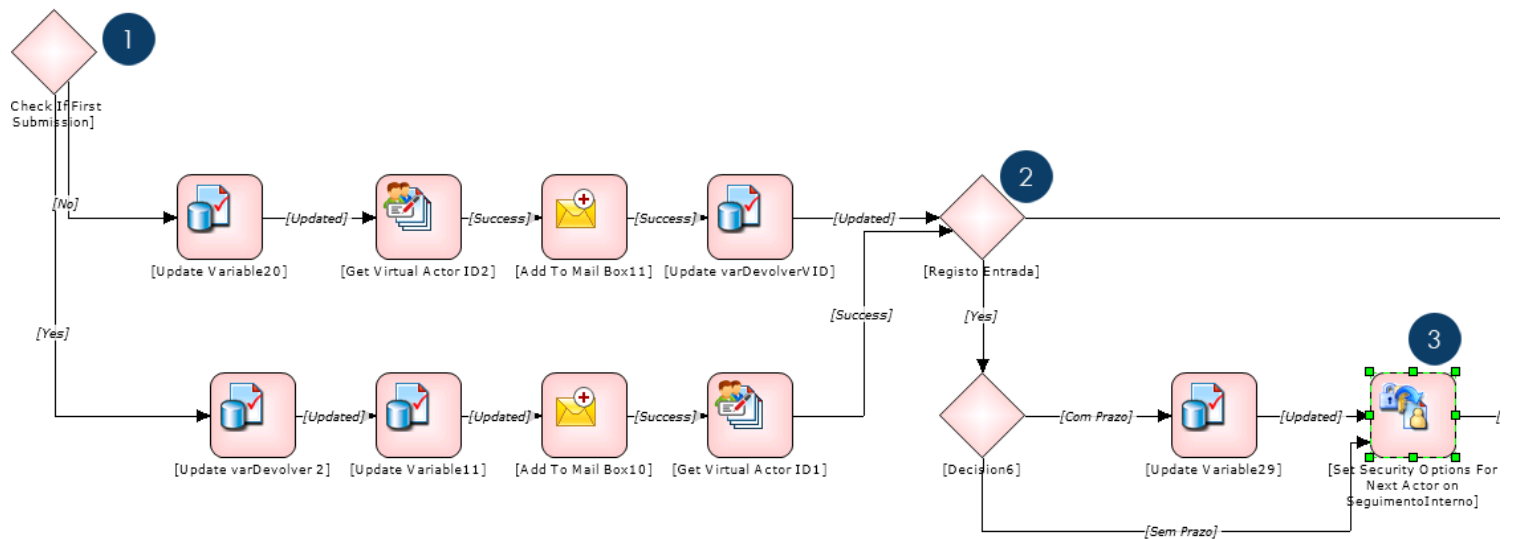 1
Check If First
Submission]
[No]
[Updated]
[Success]
[Success]
[Updated]
2
[Update Variable20]
[Get Virtual Actor ID2]
[Add To Mail Box11]
[Update varDevolverVID]
[Registo Entrada]
[Yes]
[Success]
[Yes]
3
[Updated]
[Updated]
[Success]
[Com Prazo]
[Updated]
[
[Update varDevolver 2]
[Update Variable11]
[Add To Mail Box10]
[Get Virtual Actor ID1]
[Decision6]
[Update Variable29]
[Set Security Options For
Next Actor on
SeguimentoInterno]
[Sem Prazo]